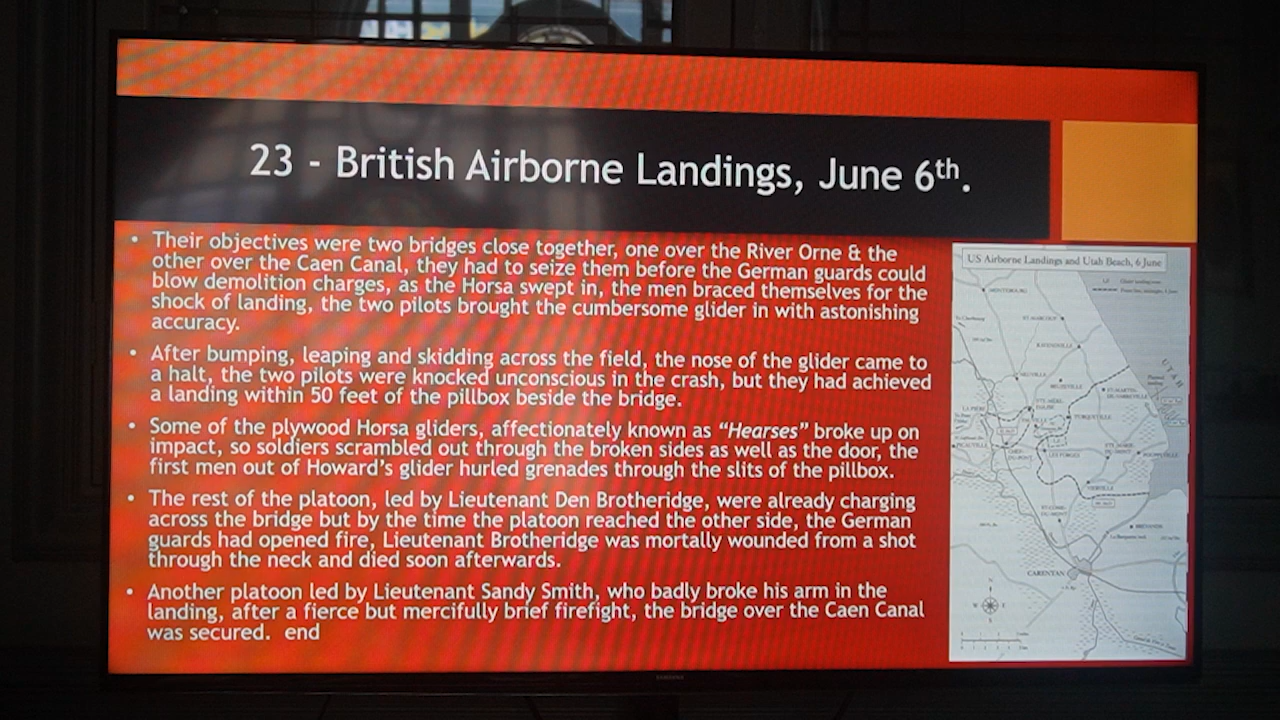 23 - British Airborne Landings, June 6th.
• Their objectives were two bridges close together, one over the River Orne & the
other over the Caen Canal, they had to seize them before the German guards could
blow demolition charges, as the Horsa swept in, the men braced themselves for the
shock of landing, the two pilots brought the cumbersome glider in with astonishing
accuracy.
• After bumping, leaping and skidding across the field, the nose of the glider came to
a halt, the two pilots were knocked unconscious in the crash, but they had achieved
a landing within 50 feet of the pillbox beside the bridge.
• Some of the plywood Horsa gliders, affectionately known as “Hearses” broke up on
impact, so soldiers scrambled out through the broken sides as well as the door, the
first men out of Howard’s glider hurled grenades through the slits of the pillbox.
• The rest of the platoon, led by Lieutenant Den Brotheridge, were already charging
across the bridge but by the time the platoon reached the other side, the German
guards had opened fire, Lieutenant Brotheridge was mortally wounded from a shot
through the neck and died soon afterwards.
• Another platoon led by Lieutenant Sandy Smith, who badly broke his arm in the
landing, after a fierce but mercifully brief firefight, the bridge over the Caen Canal
was secured. end
US Airborne Landings and Utah Beach, 6 June
MONTEBOURG
UTAH
TURQUEVILLE
LES FORGES
VIERVILLE
CARENTAN
N
W E
S
SAMSUNG